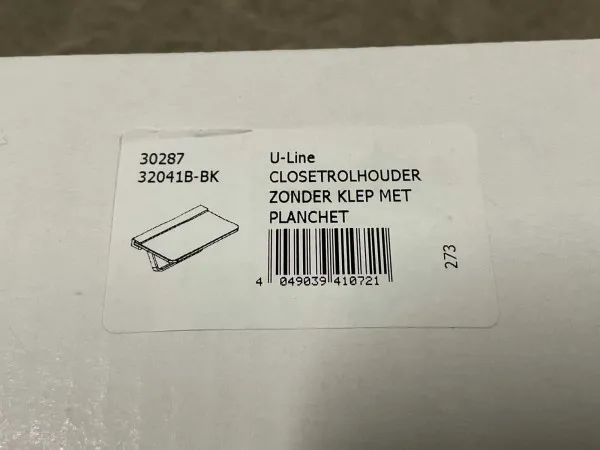 30287
32041B-BK
U-Line
CLOSETROLHOUDER
ZONDER KLEP MET
PLANCHET
4 049039 410721
273